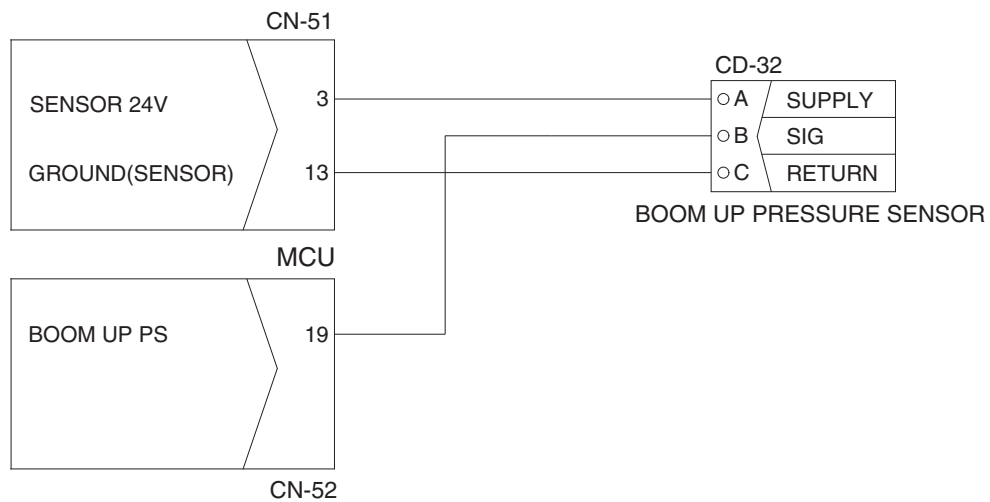 CN-51
CD-32
SENSOR 24V 3
A SUPPLY
B SIG
GROUND(SENSOR) 13
C RETURN
BOOM UP PRESSURE SENSOR
MCU
BOOM UP PS 19
CN-52